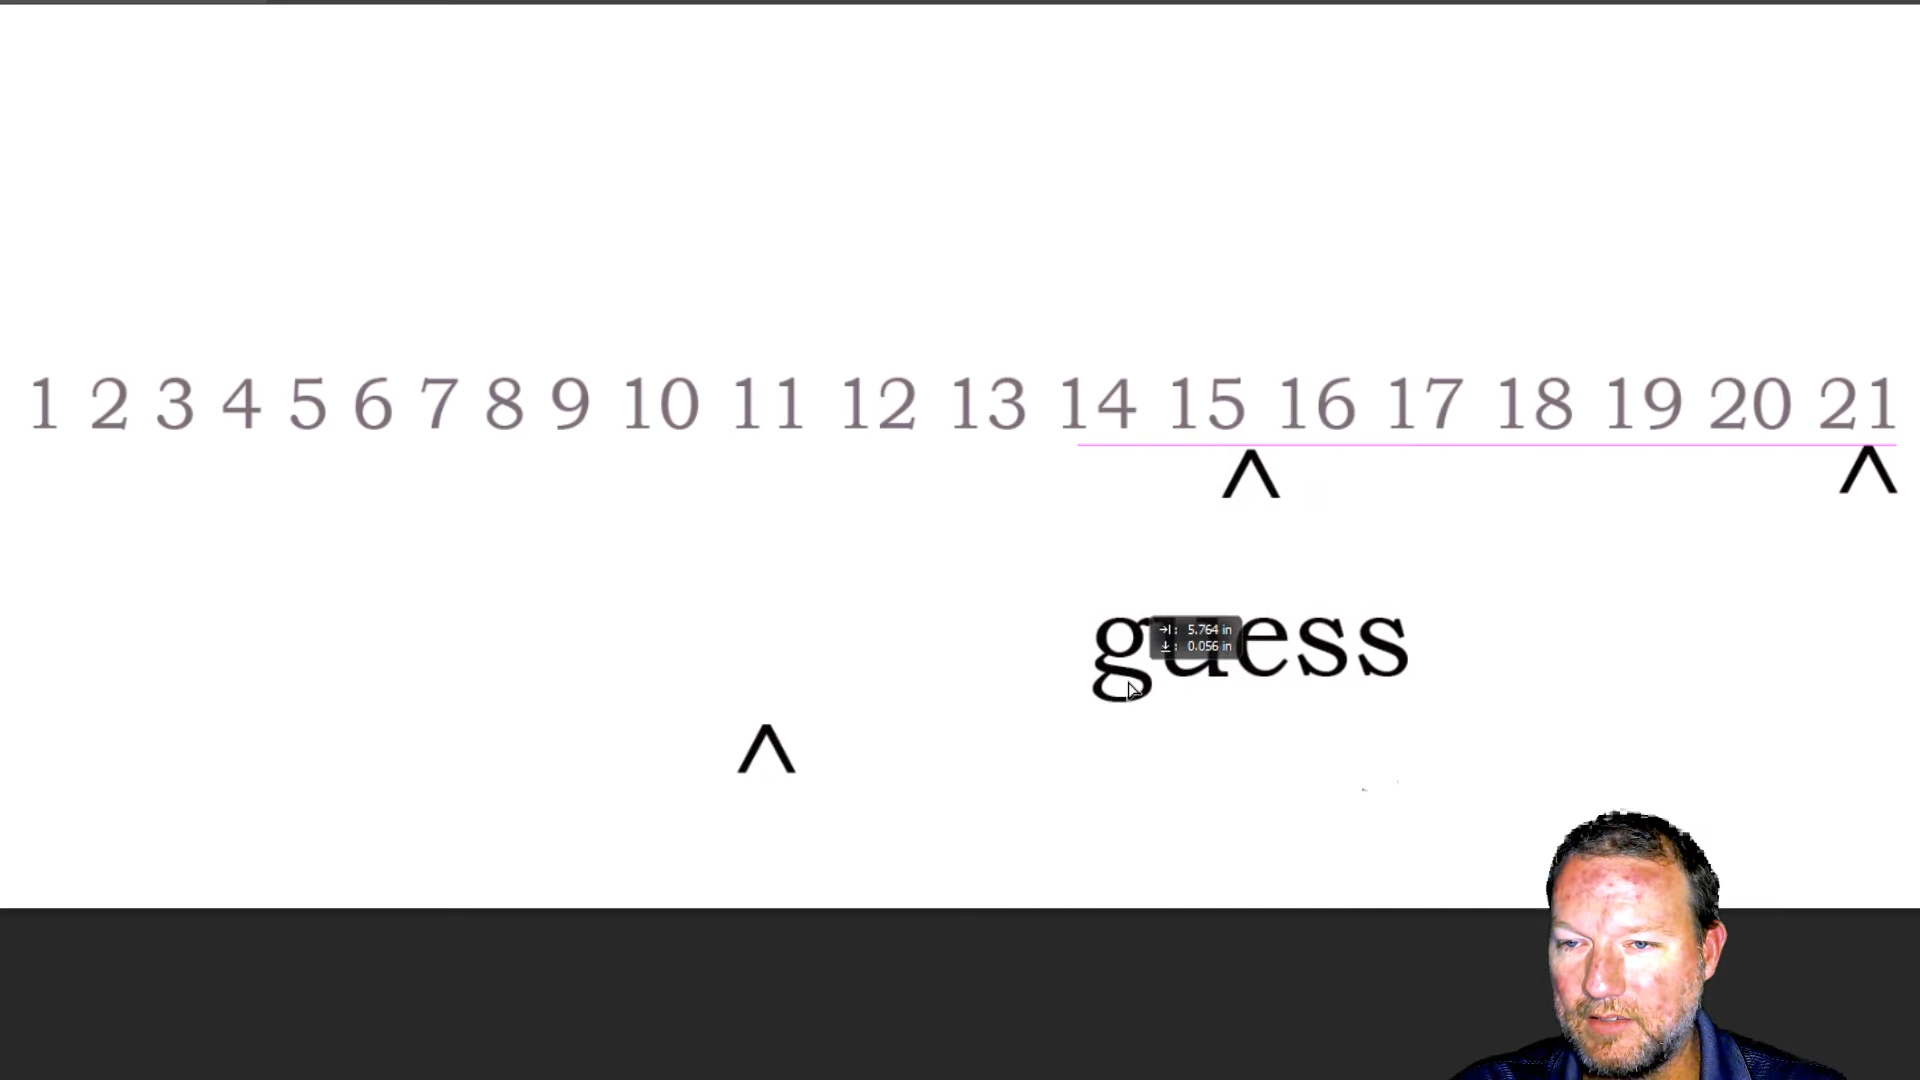 1 2 3 4 5 6 7 8 9 10 11 12 13 14 15 16 17 18 19 20 21
^ ^
guess
→|: 5.764 in
↓: 0.056 in
^